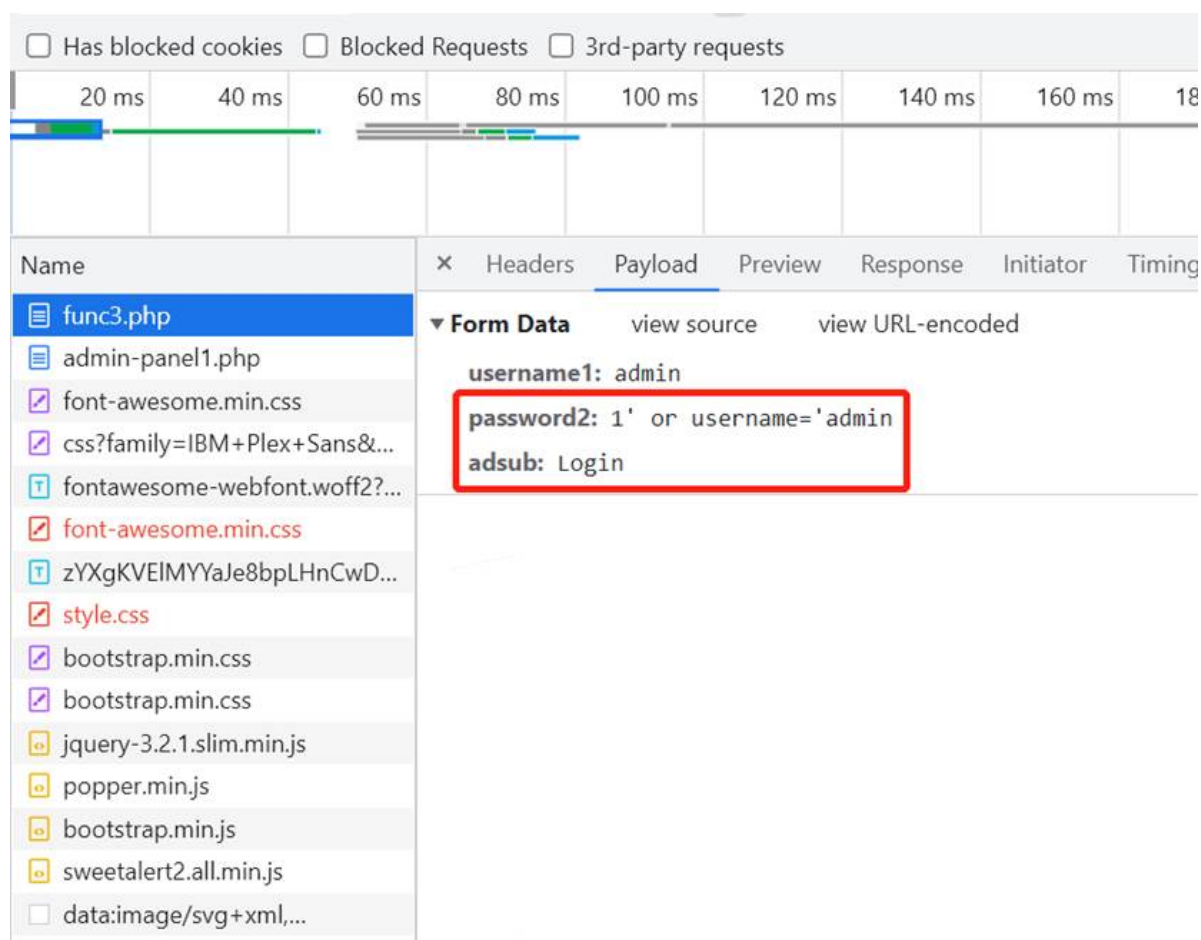 Has blocked cookies Blocked Requests 3rd-party requests
20 ms 40 ms 60 ms 80 ms 100 ms 120 ms 140 ms 160 ms 18
Name
func3.php
admin-panel1.php
font-awesome.min.css
css?family=IBM+Plex+Sans&...
fontawesome-webfont.woff2?...
font-awesome.min.css
zYXgKVElMYYaJe8bpLHnCwD...
style.css
bootstrap.min.css
bootstrap.min.css
jquery-3.2.1.slim.min.js
popper.min.js
bootstrap.min.js
sweetalert2.all.min.js
data:image/svg+xml,...
× Headers Payload Preview Response Initiator Timing
▼ Form Data view source view URL-encoded
username1: admin
password2: 1' or username='admin
adsub: Login